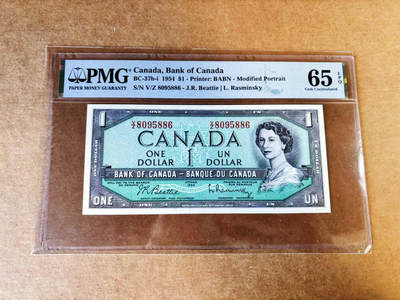 PMG
PAPER MONEY GUARANTY
Canada, Bank of Canada
BC-37b-i 1954 $1 - Printer: BABN - Modified Portrait
S/N V/Z 8095886 - J.R. Beattie | L. Rasminsky
65 EPQ
Gem Uncirculated
V/Z 8095886 V/Z 8095886
CANADA
ONE DOLLAR 1 UN DOLLAR
BANK OF CANADA - BANQUE DU CANADA
ONE UN